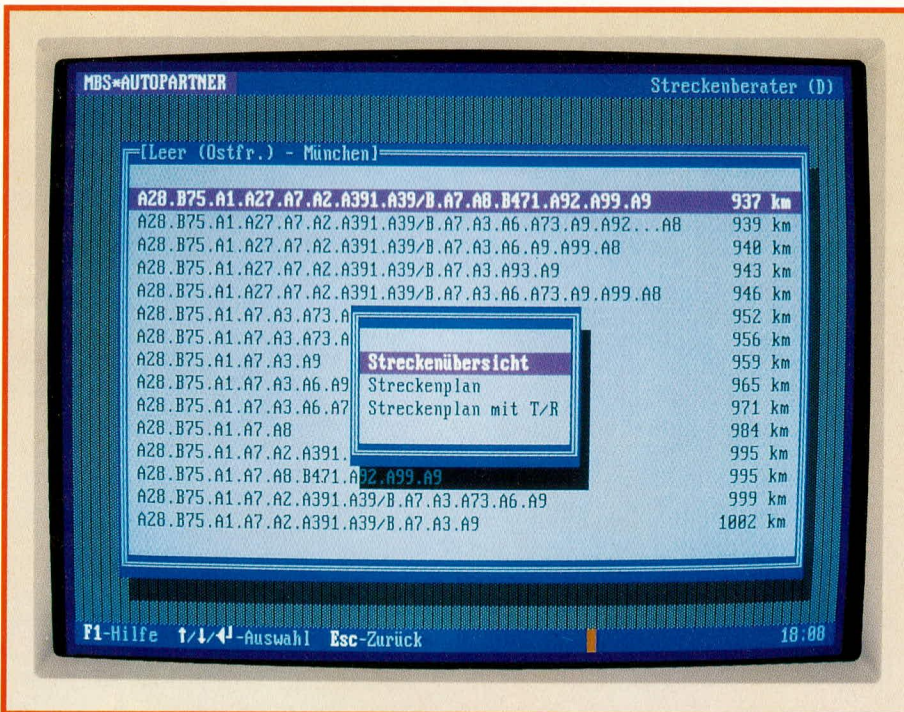 MBS*AUTOPARTNER Streckenberater (D)
[Leer (Ostfr.) - München]
A28.B75.A1.A27.A7.A2.A391.A39/B.A7.A8.B471.A92.A99.A9 937 km
A28.B75.A1.A27.A7.A2.A391.A39/B.A7.A3.A6.A73.A9.A92...A8 939 km
A28.B75.A1.A27.A7.A2.A391.A39/B.A7.A3.A6.A9.A99.A8 940 km
A28.B75.A1.A27.A7.A2.A391.A39/B.A7.A3.A93.A9 943 km
A28.B75.A1.A27.A7.A2.A391.A39/B.A7.A3.A6.A73.A9.A99.A8 946 km
A28.B75.A1.A7.A3.A73.A 952 km
A28.B75.A1.A7.A3.A73.A 956 km
A28.B75.A1.A7.A3.A9 959 km
A28.B75.A1.A7.A3.A6.A9 965 km
A28.B75.A1.A7.A3.A6.A7 971 km
A28.B75.A1.A7.A8 984 km
A28.B75.A1.A7.A2.A391. 995 km
A28.B75.A1.A7.A8.B471.A92.A99.A9 995 km
A28.B75.A1.A7.A2.A391.A39/B.A7.A3.A73.A6.A9 999 km
A28.B75.A1.A7.A2.A391.A39/B.A7.A3.A9 1002 km
Streckenübersicht
Streckenplan
Streckenplan mit T/R
F1-Hilfe ↑/↓/↵-Auswahl Esc-Zurück 18:08